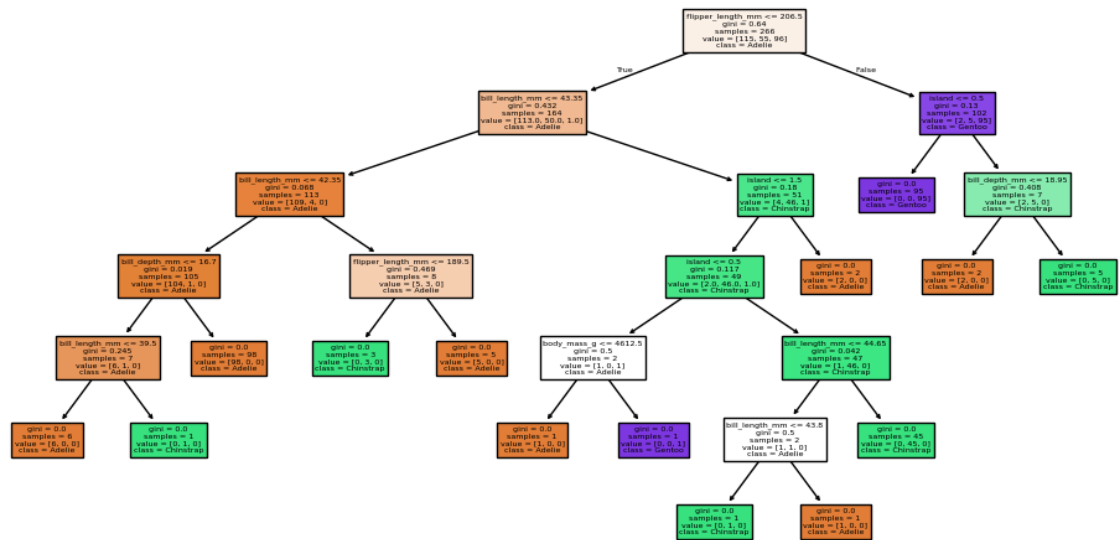 flipper_length_mm <= 206.5
gini = 0.64
samples = 266
value = [115, 55, 96]
class = Adelie
True
False
bill_length_mm <= 43.35
gini = 0.432
samples = 164
value = [113.0, 50.0, 1.0]
class = Adelie
island <= 0.5
gini = 0.13
samples = 102
value = [2, 5, 95]
class = Gentoo
bill_length_mm <= 42.35
gini = 0.068
samples = 113
value = [109, 4, 0]
class = Adelie
island <= 1.5
gini = 0.18
samples = 51
value = [4, 46, 1]
class = Chinstrap
gini = 0.0
samples = 95
value = [0, 0, 95]
class = Gentoo
bill_depth_mm <= 18.95
gini = 0.408
samples = 7
value = [2, 5, 0]
class = Chinstrap
bill_depth_mm <= 16.7
gini = 0.019
samples = 105
value = [104, 1, 0]
class = Adelie
flipper_length_mm <= 189.5
gini = 0.469
samples = 8
value = [5, 3, 0]
class = Adelie
island <= 0.5
gini = 0.117
samples = 49
value = [2.0, 46.0, 1.0]
class = Chinstrap
gini = 0.0
samples = 2
value = [2, 0, 0]
class = Adelie
gini = 0.0
samples = 2
value = [2, 0, 0]
class = Adelie
gini = 0.0
samples = 5
value = [0, 5, 0]
class = Chinstrap
bill_length_mm <= 39.5
gini = 0.245
samples = 7
value = [6, 1, 0]
class = Adelie
gini = 0.0
samples = 98
value = [98, 0, 0]
class = Adelie
gini = 0.0
samples = 3
value = [0, 3, 0]
class = Chinstrap
gini = 0.0
samples = 5
value = [5, 0, 0]
class = Adelie
body_mass_g <= 4612.5
gini = 0.5
samples = 2
value = [1, 0, 1]
class = Adelie
bill_length_mm <= 44.65
gini = 0.042
samples = 47
value = [1, 46, 0]
class = Chinstrap
gini = 0.0
samples = 6
value = [6, 0, 0]
class = Adelie
gini = 0.0
samples = 1
value = [0, 1, 0]
class = Chinstrap
gini = 0.0
samples = 1
value = [1, 0, 0]
class = Adelie
gini = 0.0
samples = 1
value = [0, 0, 1]
class = Gentoo
bill_length_mm <= 43.8
gini = 0.5
samples = 2
value = [1, 1, 0]
class = Adelie
gini = 0.0
samples = 45
value = [0, 45, 0]
class = Chinstrap
gini = 0.0
samples = 1
value = [0, 1, 0]
class = Chinstrap
gini = 0.0
samples = 1
value = [1, 0, 0]
class = Adelie